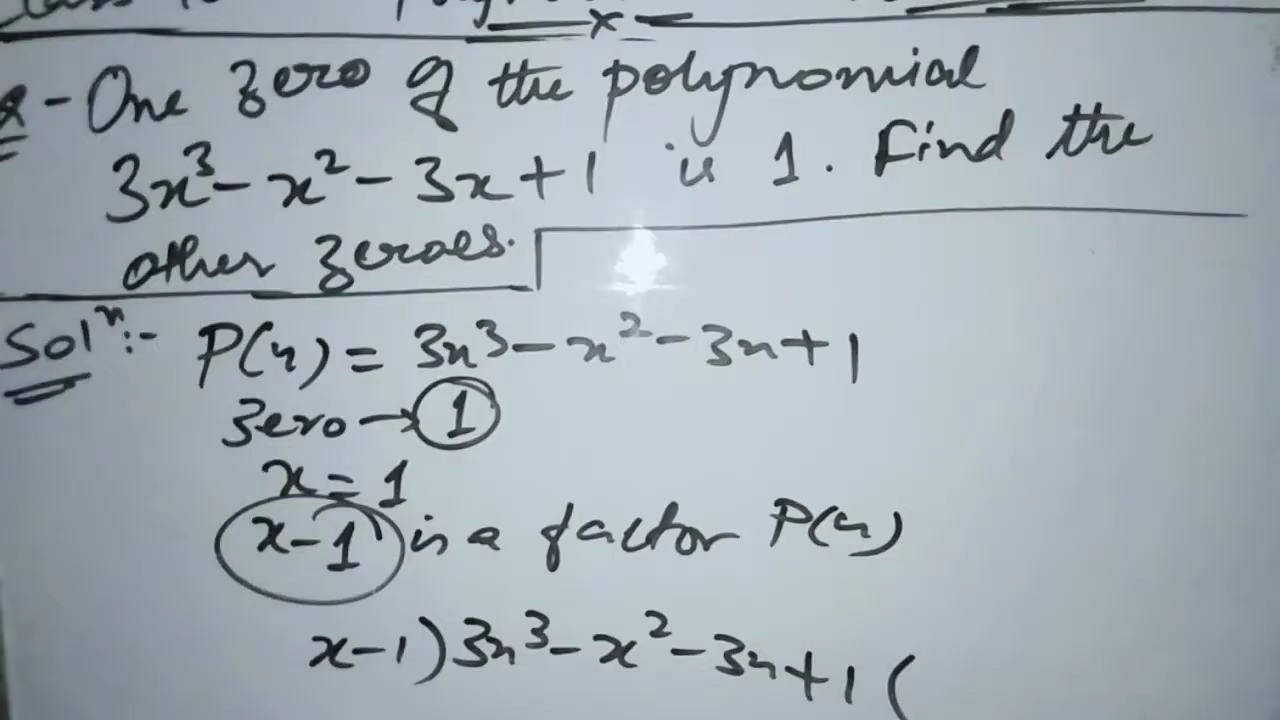 Q - One zero of the polynomial
3x³ - x² - 3x + 1 is 1. Find the
other zeroes.
Solⁿ:- P(x) = 3x³ - x² - 3x + 1
zero → 1
x = 1
x - 1 is a factor P(x)
x - 1 ) 3x³ - x² - 3x + 1 (